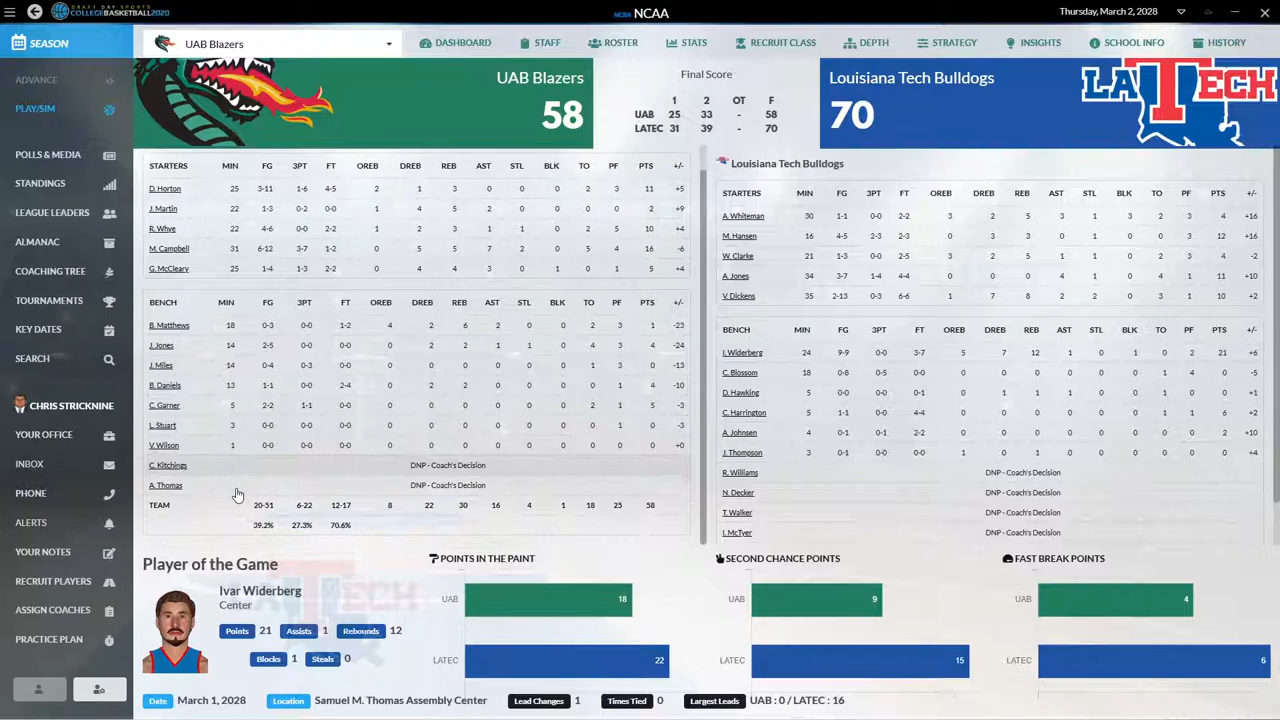 DRAFT DAY SPORTS
COLLEGE BASKETBALL 2020
NCAA NCAA
Thursday, March 2, 2028
SEASON
UAB Blazers
DASHBOARD STAFF ROSTER STATS RECRUIT CLASS DEPTH STRATEGY INSIGHTS SCHOOL INFO HISTORY
ADVANCE
PLAY/SIM
POLLS & MEDIA
STANDINGS
LEAGUE LEADERS
ALMANAC
COACHING TREE
TOURNAMENTS
KEY DATES
SEARCH
CHRIS STRICKNINE
YOUR OFFICE
INBOX
PHONE
ALERTS
YOUR NOTES
RECRUIT PLAYERS
ASSIGN COACHES
PRACTICE PLAN
UAB Blazers
58
Final Score
1 2 OT F
UAB 25 33 - 58
LATEC 31 39 - 70
Louisiana Tech Bulldogs
70
LA TECH
STARTERS MIN FG 3PT FT OREB DREB REB AST STL BLK TO PF PTS +/-
D. Horton 25 3-11 1-6 4-5 2 1 3 0 0 0 2 3 11 +5
J. Martin 22 1-3 0-2 0-0 1 4 5 2 0 0 0 0 2 +9
R. Whye 22 4-6 0-0 2-2 1 2 3 1 1 0 2 5 10 +4
M. Campbell 31 6-12 3-7 1-2 0 5 5 7 2 0 5 4 16 -6
G. McCleary 25 1-4 1-3 2-2 0 4 4 3 0 1 0 1 5 +4
BENCH MIN FG 3PT FT OREB DREB REB AST STL BLK TO PF PTS +/-
B. Matthews 18 0-3 0-0 1-2 4 2 6 2 0 0 2 3 1 -23
J. Jones 14 2-5 0-0 0-0 0 2 2 1 1 0 4 3 4 -24
J. Miles 14 0-4 0-3 0-0 0 0 0 0 0 0 1 3 0 -13
B. Daniels 13 1-1 0-0 2-4 0 2 2 0 0 0 0 1 4 -10
C. Garner 5 2-2 1-1 0-0 0 0 0 0 0 0 2 1 5 -3
L. Stuart 3 0-0 0-0 0-0 0 0 0 0 0 0 0 1 0 -3
V. Wilson 1 0-0 0-0 0-0 0 0 0 0 0 0 0 0 0 +0
C. Kitchings DNP - Coach's Decision
A. Thomas DNP - Coach's Decision
TEAM 20-51 6-22 12-17 8 22 30 16 4 1 18 25 58
39.2% 27.3% 70.6%
Louisiana Tech Bulldogs
STARTERS MIN FG 3PT FT OREB DREB REB AST STL BLK TO PF PTS +/-
A. Whiteman 30 1-1 0-0 2-2 3 2 5 3 1 3 2 2 4 +16
M. Hansen 16 4-5 2-3 2-3 0 3 3 0 1 0 0 3 12 +16
W. Clarke 21 1-3 0-0 2-5 3 2 5 1 0 0 3 3 4 -2
A. Jones 34 3-7 1-4 4-4 0 0 0 4 1 0 4 1 11 +10
V. Dickens 35 2-13 0-3 6-6 1 7 8 2 2 0 3 1 10 +2
BENCH MIN FG 3PT FT OREB DREB REB AST STL BLK TO PF PTS +/-
I. Widerberg 24 9-9 0-0 3-7 5 7 12 1 0 1 0 2 21 +6
C. Blossom 18 0-8 0-5 0-0 0 0 0 0 0 0 1 4 0 -5
D. Hawking 5 0-0 0-0 0-1 0 1 1 1 0 0 1 0 0 +1
C. Harrington 5 1-1 0-0 4-4 0 0 0 0 0 0 1 1 6 +2
A. Johnsen 4 0-1 0-1 2-2 0 0 0 0 0 0 0 0 2 +10
J. Thompson 3 0-1 0-0 0-0 1 0 1 0 0 0 0 0 0 +4
R. Williams DNP - Coach's Decision
N. Decker DNP - Coach's Decision
T. Walker DNP - Coach's Decision
I. McTyer DNP - Coach's Decision
Player of the Game
Ivar Widerberg
Center
Points 21 Assists 1 Rebounds 12
Blocks 1 Steals 0
POINTS IN THE PAINT
UAB 18
LATEC 22
SECOND CHANCE POINTS
UAB 9
LATEC 15
FAST BREAK POINTS
UAB 4
LATEC 6
Date March 1, 2028 Location Samuel M. Thomas Assembly Center Lead Changes 1 Times Tied 0 Largest Leads UAB : 0 / LATEC : 16